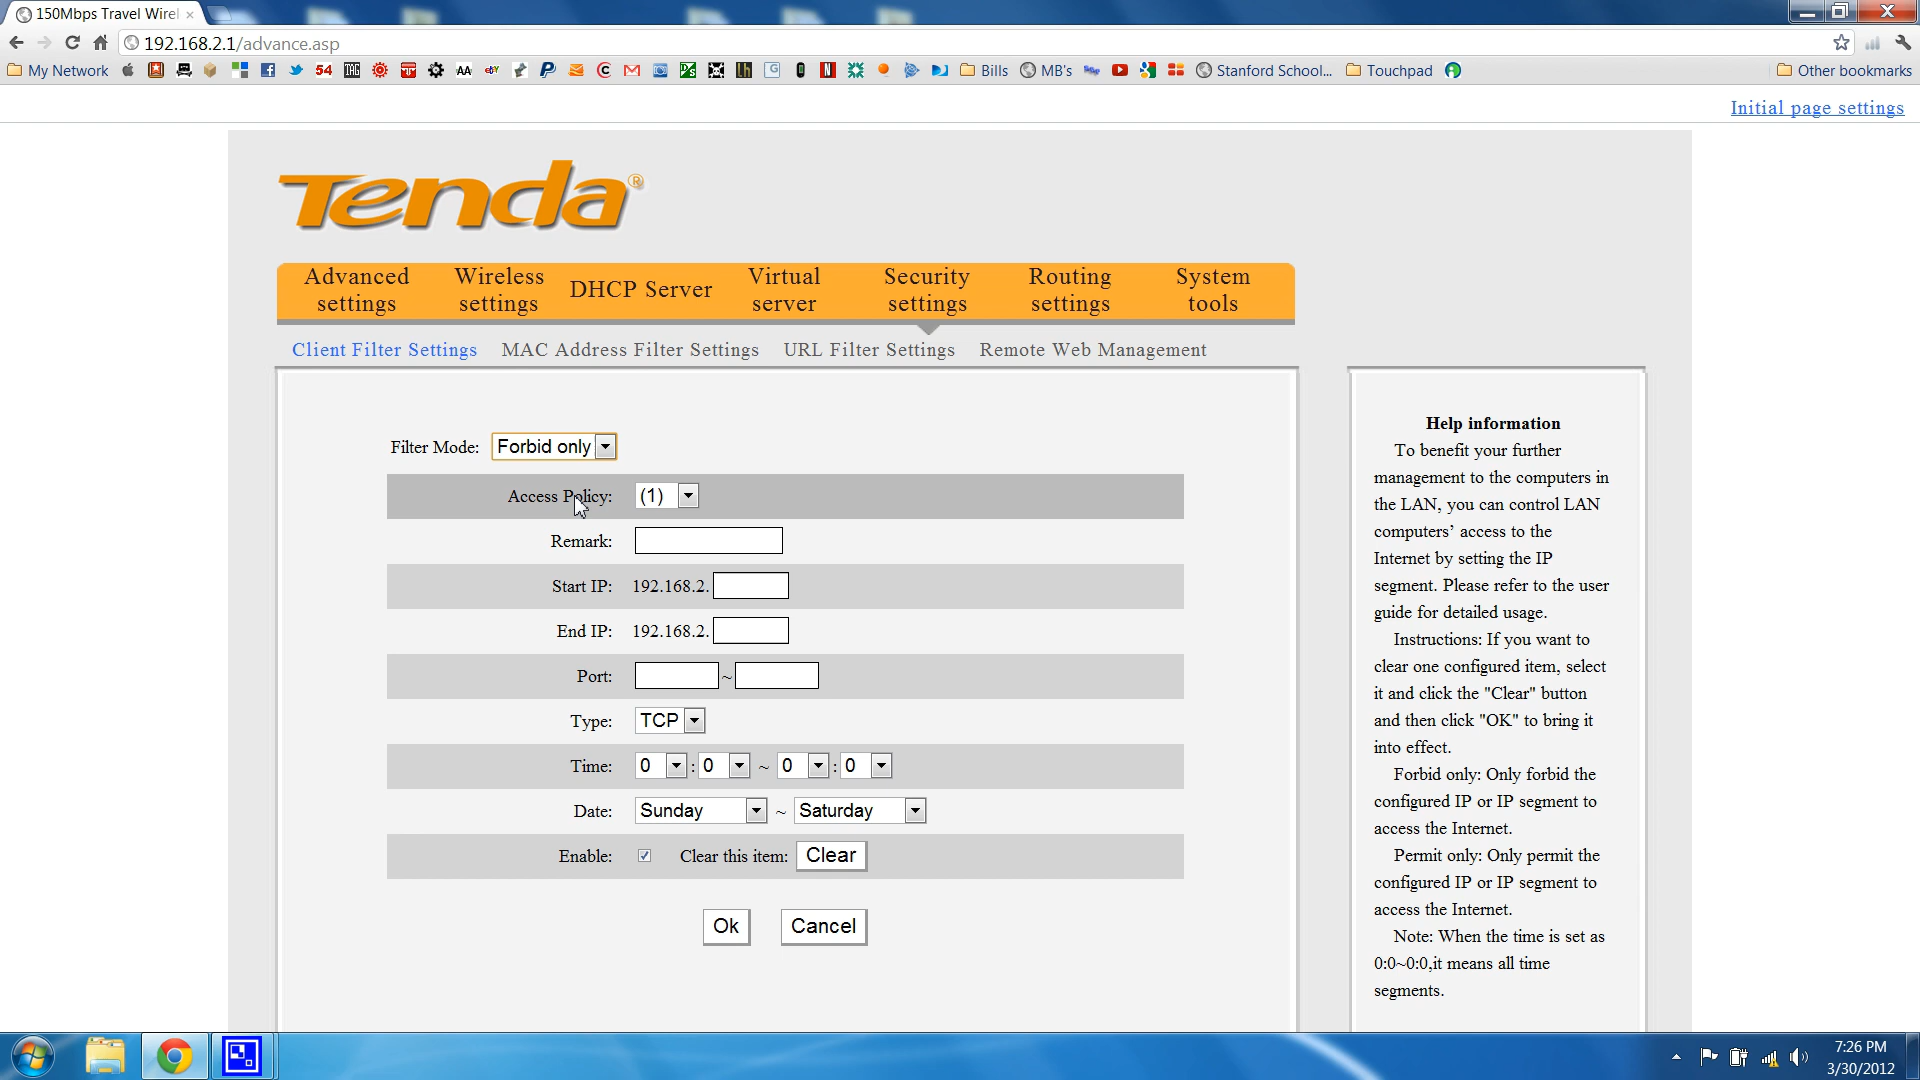 150Mbps Travel Wirel
192.168.2.1/advance.asp
My Network
54
AA
Bills
MB's
Stanford School...
Touchpad
Other bookmarks
Initial page settings
Tenda®
Advanced settings
Wireless settings
DHCP Server
Virtual server
Security settings
Routing settings
System tools
Client Filter Settings MAC Address Filter Settings URL Filter Settings Remote Web Management
Filter Mode: Forbid only
Access Policy: (1)
Remark:
Start IP: 192.168.2.
End IP: 192.168.2.
Port: ~
Type: TCP
Time: 0 : 0 ~ 0 : 0
Date: Sunday ~ Saturday
Enable: Clear this item: Clear
Ok Cancel
Help information
To benefit your further
management to the computers in
the LAN, you can control LAN
computers’ access to the
Internet by setting the IP
segment. Please refer to the user
guide for detailed usage.
Instructions: If you want to
clear one configured item, select
it and click the "Clear" button
and then click "OK" to bring it
into effect.
Forbid only: Only forbid the
configured IP or IP segment to
access the Internet.
Permit only: Only permit the
configured IP or IP segment to
access the Internet.
Note: When the time is set as
0:0~0:0,it means all time
segments.
7:26 PM
3/30/2012